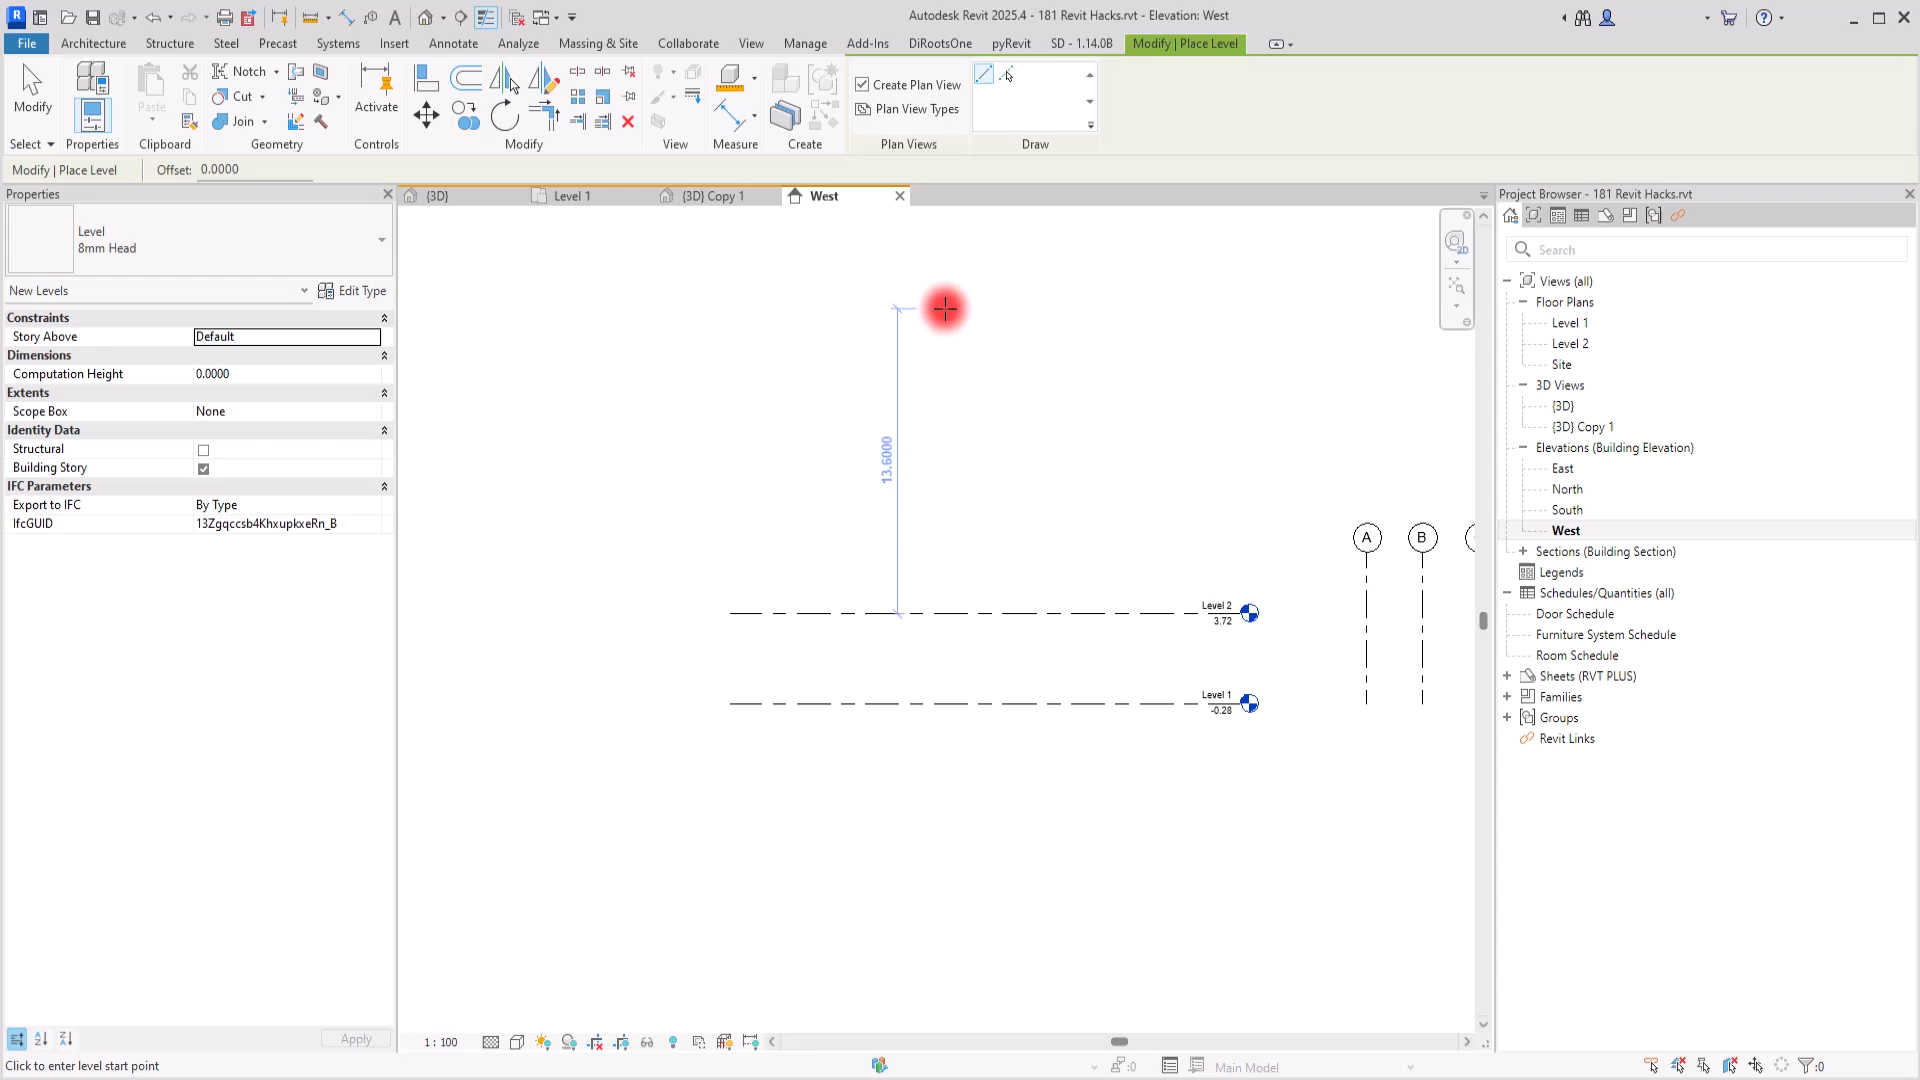 Autodesk Revit 2025.4 - 181 Revit Hacks.rvt - Elevation: West
File Architecture Structure Steel Precast Systems Insert Annotate Analyze Massing & Site Collaborate View Manage Add-Ins DiRootsOne pyRevit SD - 1.14.0B Modify | Place Level
Modify Paste Notch Cut Join Activate Create Plan View Plan View Types
Select Properties Clipboard Geometry Controls Modify View Measure Create Plan Views Draw
Modify | Place Level Offset: 0.0000
Properties
Level
8mm Head
New Levels Edit Type
Constraints
Story Above Default
Dimensions
Computation Height 0.0000
Extents
Scope Box None
Identity Data
Structural
Building Story
IFC Parameters
Export to IFC By Type
IfcGUID 13Zgqccsb4KhxupkxeRn_B
Apply
{3D} Level 1 {3D} Copy 1 West
2D
13.6000
A B
Level 2
3.72
Level 1
-0.28
1 : 100
Project Browser - 181 Revit Hacks.rvt
Search
Views (all)
Floor Plans
Level 1
Level 2
Site
3D Views
{3D}
{3D} Copy 1
Elevations (Building Elevation)
East
North
South
West
Sections (Building Section)
Legends
Schedules/Quantities (all)
Door Schedule
Furniture System Schedule
Room Schedule
Sheets (RVT PLUS)
Families
Groups
Revit Links
Click to enter level start point :0 Main Model :0